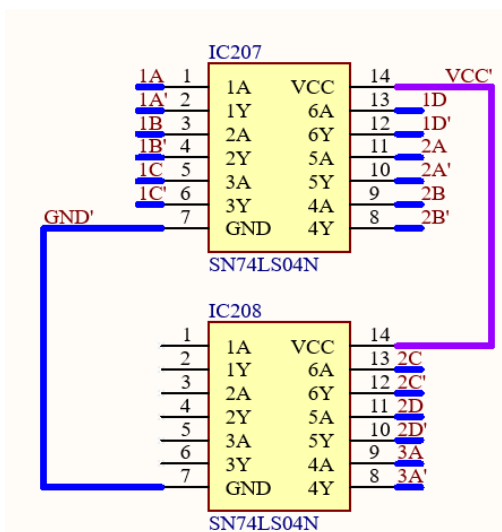 IC207
1A 1 1A VCC 14 VCC'
1A' 2 1Y 6A 13 1D
1B 3 2A 6Y 12 1D'
1B' 4 2Y 5A 11 2A
1C 5 3A 5Y 10 2A'
1C' 6 3Y 4A 9 2B
GND' 7 GND 4Y 8 2B'
SN74LS04N
IC208
1 1A VCC 14
2 1Y 6A 13 2C
3 2A 6Y 12 2C'
4 2Y 5A 11 2D
5 3A 5Y 10 2D'
6 3Y 4A 9 3A
7 GND 4Y 8 3A'
SN74LS04N